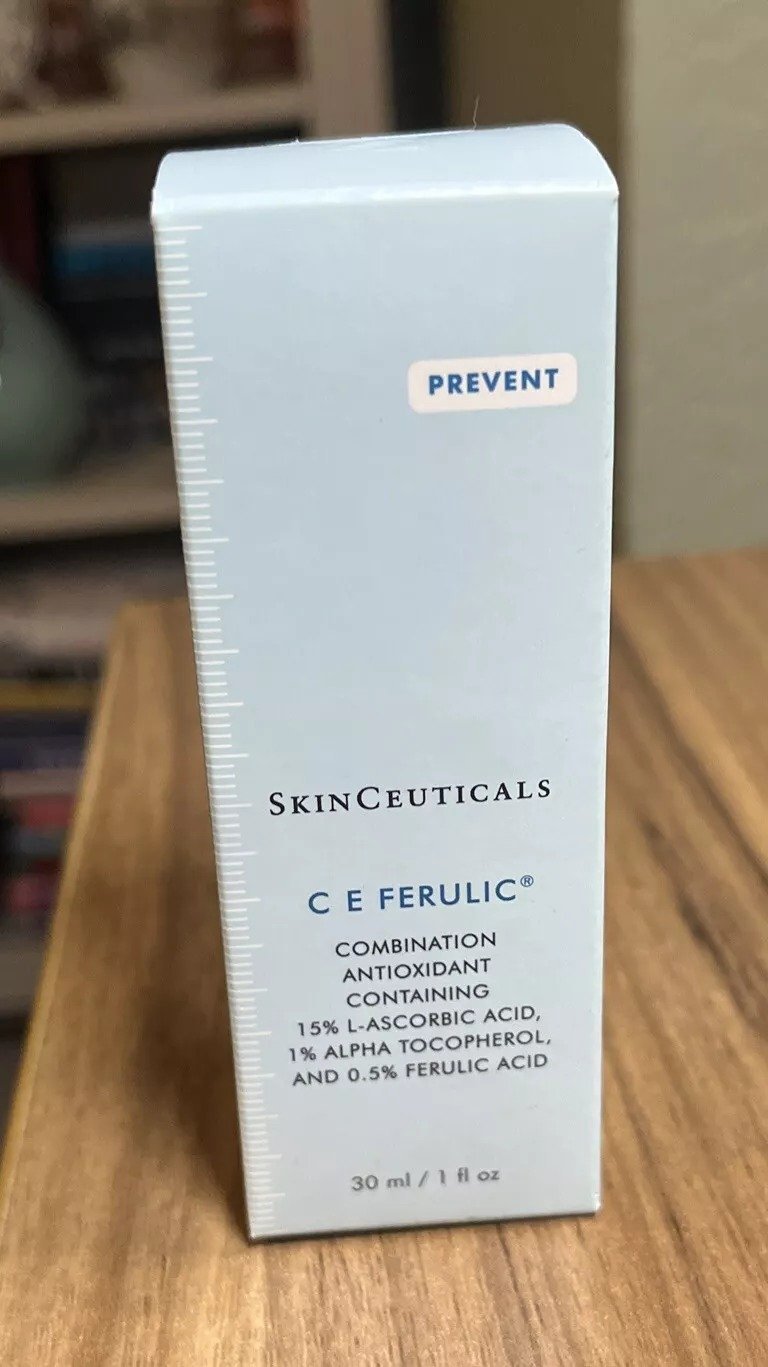 PREVENT
SKINCEUTICALS
C E FERULIC®
COMBINATION
ANTIOXIDANT
CONTAINING
15% L-ASCORBIC ACID,
1% ALPHA TOCOPHEROL,
AND 0.5% FERULIC ACID
30 ml / 1 fl oz